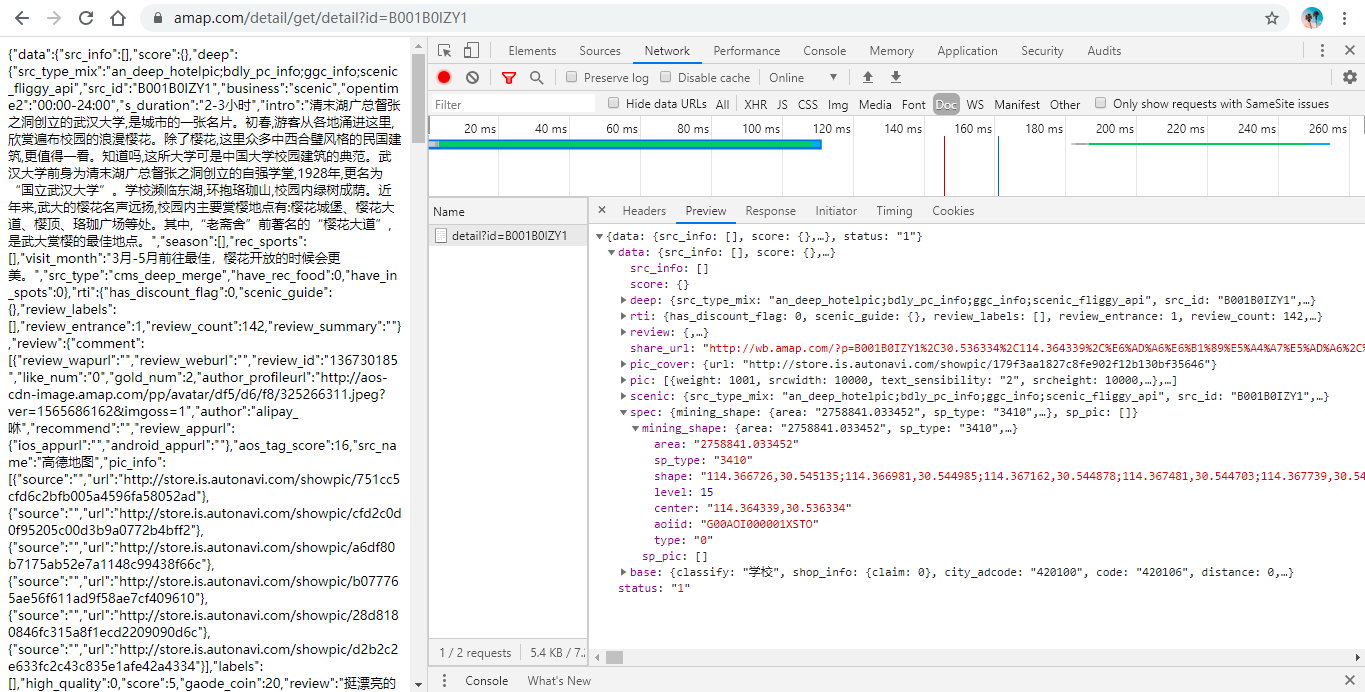 amap.com/detail/get/detail?id=B001B0IZY1
{"data":{"src_info":[],"score":{},"deep":
{"src_type_mix":"an_deep_hotelpic;bdly_pc_info;ggc_info;scenic
_fliggy_api","src_id":"B001B0IZY1","business":"scenic","opentim
e2":"00:00-24:00","s_duration":"2-3小时","intro":"清末湖广总督张
之洞创立的武汉大学,是城市的一张名片。初春,游客从各地涌进这里,
欣赏遍布校园的浪漫樱花。除了樱花,这里众多中西合璧风格的民国建
筑,更值得一看。知道吗,这所大学可是中国大学校园建筑的典范。武
汉大学前身为清末湖广总督张之洞创立的自强学堂,1928年,更名为
“国立武汉大学”。学校濒临东湖,环抱珞珈山,校园内绿树成荫。近
年来,武大的樱花名声远扬,校园内主要赏樱地点有:樱花城堡、樱花大
道、樱顶、珞珈广场等处。其中,“老斋舍”前著名的“樱花大道”,
是武大赏樱的最佳地点。","season":[],"rec_sports":
[],"visit_month":"3月-5月前往最佳，樱花开放的时候会更
美。","src_type":"cms_deep_merge","have_rec_food":0,"have_in
_spots":0},"rti":{"has_discount_flag":0,"scenic_guide":
{},"review_labels":
[],"review_entrance":1,"review_count":142,"review_summary":""}
,"review":{"comment":
[{"review_wapurl":"","review_weburl":"","review_id":"136730185
","like_num":"0","gold_num":2,"author_profileurl":"http://aos-
cdn-image.amap.com/pp/avatar/df5/d6/f8/325266311.jpeg?
ver=1565686162&imgoss=1","author":"alipay_
咻","recommend":"","review_appurl":
{"ios_appurl":"","android_appurl":""},"aos_tag_score":16,"src_na
me":"高德地图","pic_info":
[{"source":"","url":"http://store.is.autonavi.com/showpic/751cc5
cfd6c2bfb005a4596fa58052ad"},
{"source":"","url":"http://store.is.autonavi.com/showpic/cfd2c0d
0f95205c00d3b9a0772b4bff2"},
{"source":"","url":"http://store.is.autonavi.com/showpic/a6df80
b7175ab52e7a1148c99438f66c"},
{"source":"","url":"http://store.is.autonavi.com/showpic/b07776
5ae56f611ad9f58ae7cf409610"},
{"source":"","url":"http://store.is.autonavi.com/showpic/28d818
0846fc315a8f1ecd2209090d6c"},
{"source":"","url":"http://store.is.autonavi.com/showpic/d2b2c2
e633fc2c43c835e1afe42a4334"}],"labels":
[],"high_quality":0,"score":5,"gaode_coin":20,"review":"挺漂亮的
Elements Sources Network Performance Console Memory Application Security Audits
Preserve log Disable cache Online
Filter Hide data URLs All XHR JS CSS Img Media Font Doc WS Manifest Other Only show requests with SameSite issues
20 ms 40 ms 60 ms 80 ms 100 ms 120 ms 140 ms 160 ms 180 ms 200 ms 220 ms 240 ms 260 ms
Name
detail?id=B001B0IZY1
Headers Preview Response Initiator Timing Cookies
{data: {src_info: [], score: {},…}, status: "1"}
data: {src_info: [], score: {},…}
src_info: []
score: {}
deep: {src_type_mix: "an_deep_hotelpic;bdly_pc_info;ggc_info;scenic_fliggy_api", src_id: "B001B0IZY1",…}
rti: {has_discount_flag: 0, scenic_guide: {}, review_labels: [], review_entrance: 1, review_count: 142,…}
review: {,…}
share_url: "http://wb.amap.com/?p=B001B0IZY1%2C30.536334%2C114.364339%2C%E6%AD%A6%E6%B1%89%E5%A4%A7%E5%AD%A6%2C%
pic_cover: {url: "http://store.is.autonavi.com/showpic/179f3aa1827c8fe902f12b130bf35646"}
pic: [{weight: 1001, srcwidth: 10000, text_sensibility: "2", srcheight: 10000,…},…]
scenic: {src_type_mix: "an_deep_hotelpic;bdly_pc_info;ggc_info;scenic_fliggy_api", src_id: "B001B0IZY1",…}
spec: {mining_shape: {area: "2758841.033452", sp_type: "3410",…}, sp_pic: []}
mining_shape: {area: "2758841.033452", sp_type: "3410",…}
area: "2758841.033452"
sp_type: "3410"
shape: "114.366726,30.545135;114.366981,30.544985;114.367162,30.544878;114.367481,30.544703;114.367739,30.54
level: 15
center: "114.364339,30.536334"
aoiid: "G00AOI000001XSTO"
type: "0"
sp_pic: []
base: {classify: "学校", shop_info: {claim: 0}, city_adcode: "420100", code: "420106", distance: 0,…}
status: "1"
1 / 2 requests 5.4 KB / 7.
Console What's New